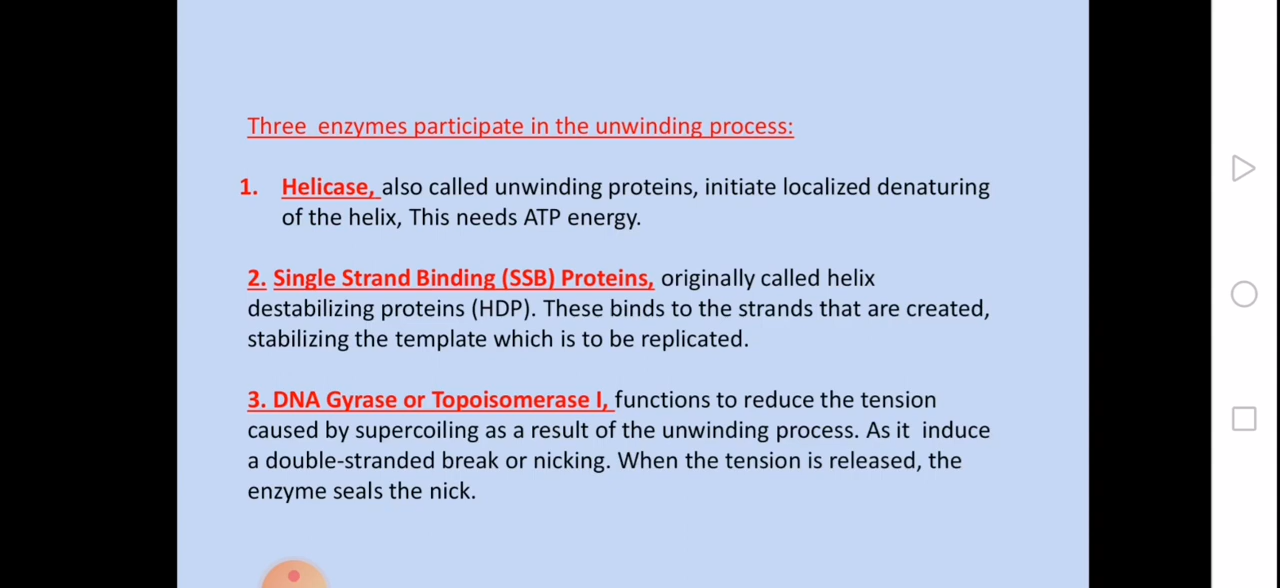 Three enzymes participate in the unwinding process:
1. Helicase, also called unwinding proteins, initiate localized denaturing
of the helix, This needs ATP energy.
2. Single Strand Binding (SSB) Proteins, originally called helix
destabilizing proteins (HDP). These binds to the strands that are created,
stabilizing the template which is to be replicated.
3. DNA Gyrase or Topoisomerase I, functions to reduce the tension
caused by supercoiling as a result of the unwinding process. As it induce
a double-stranded break or nicking. When the tension is released, the
enzyme seals the nick.